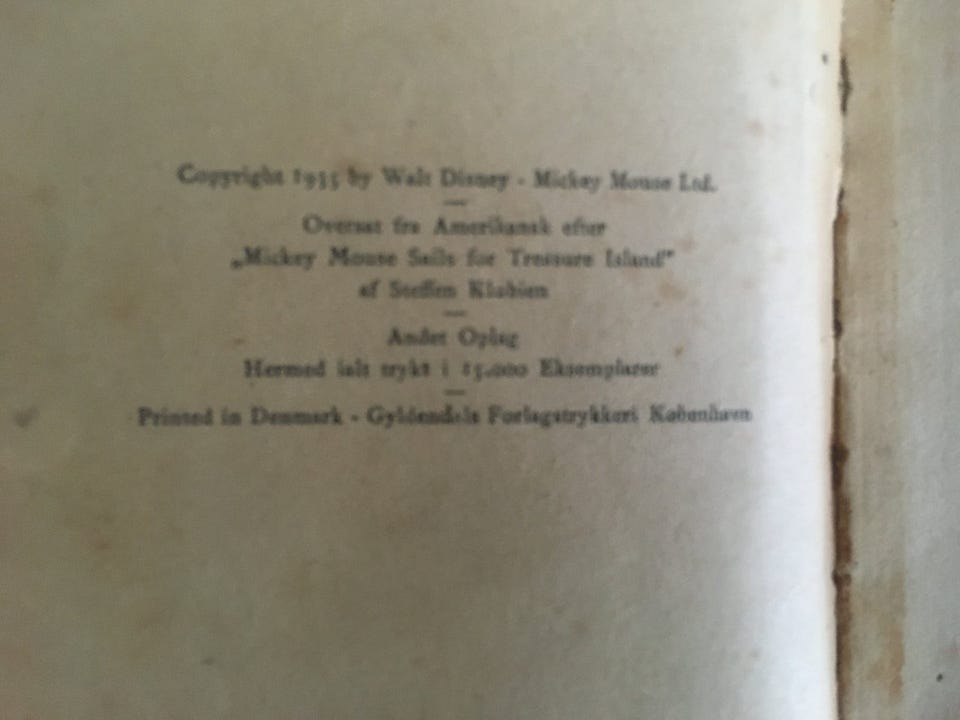 Copyright 1935 by Walt Disney - Mickey Mouse Ltd.
Oversat fra Amerikansk efter
„Mickey Mouse Sails for Treasure Island”
af Steffen
Andet Oplag
Hermed ialt trykt i 15.000 Eksemplarer
Printed in Denmark - Gyldendals Forlagstrykkeri København